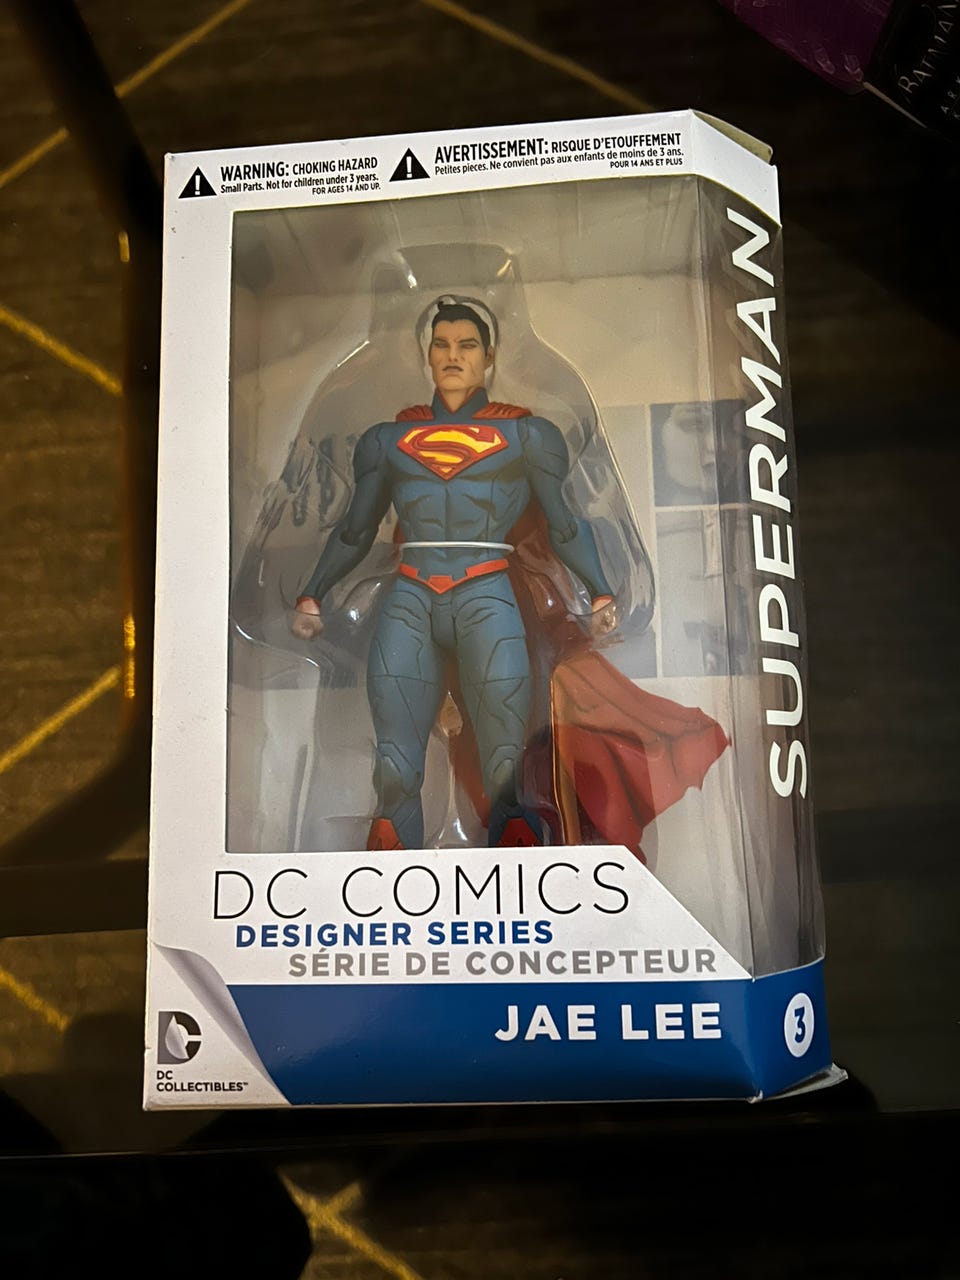 WARNING: CHOKING HAZARD
Small Parts. Not for children under 3 years.
FOR AGES 14 AND UP.
AVERTISSEMENT: RISQUE D'ETOUFFEMENT
Petites pieces. Ne convient pas aux enfants de moins de 3 ans.
POUR 14 ANS ET PLUS
SUPERMAN
DC COMICS
DESIGNER SERIES
SÉRIE DE CONCEPTEUR
JAE LEE
3
DC
COLLECTIBLES™
BATMAN